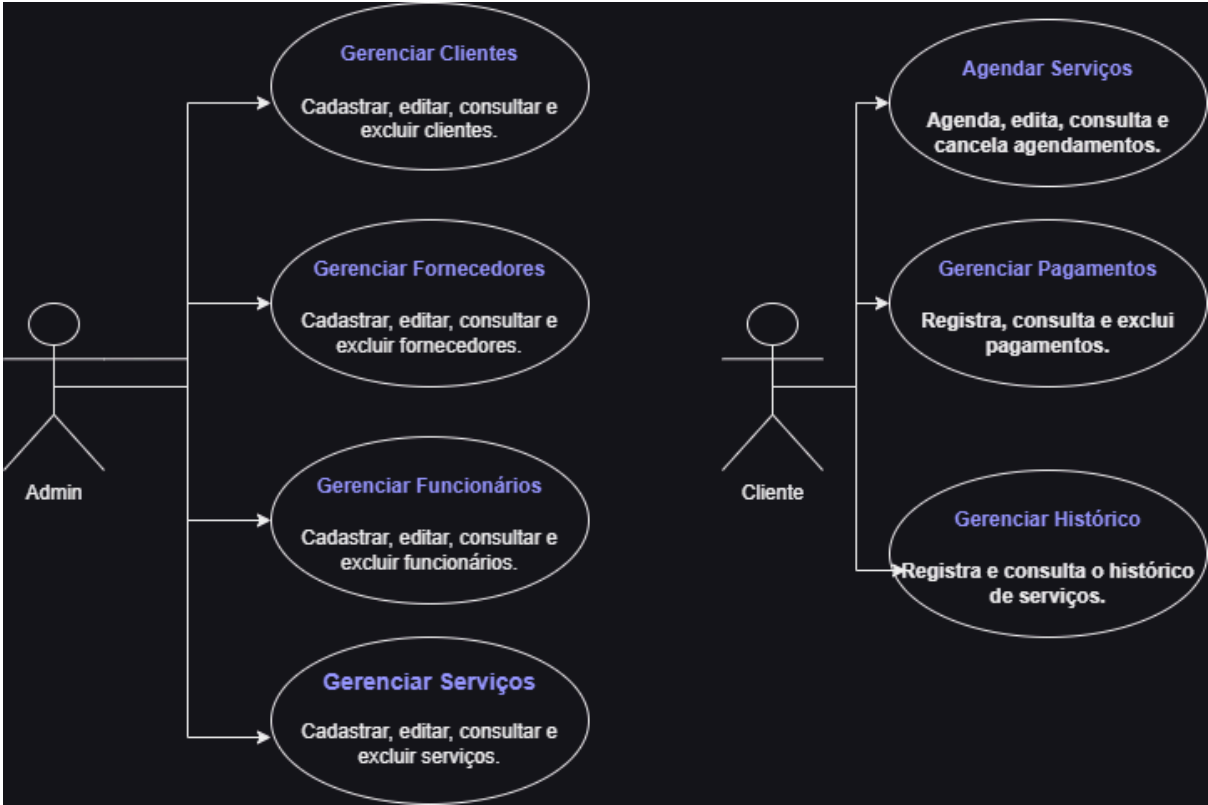 Gerenciar Clientes
Cadastrar, editar, consultar e
excluir clientes.
Gerenciar Fornecedores
Cadastrar, editar, consultar e
excluir fornecedores.
Admin
Gerenciar Funcionários
Cadastrar, editar, consultar e
excluir funcionários.
Gerenciar Serviços
Cadastrar, editar, consultar e
excluir serviços.
Agendar Serviços
Agenda, edita, consulta e
cancela agendamentos.
Gerenciar Pagamentos
Registra, consulta e exclui
pagamentos.
Cliente
Gerenciar Histórico
Registra e consulta o histórico
de serviços.